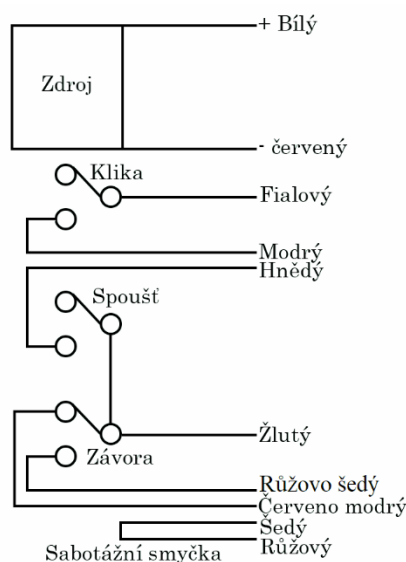 + Bílý
Zdroj
- červený
Klika
Fialový
Modrý
Hnědý
Spoušť
Žlutý
Závora
Růžovo šedý
Červeno modrý
Šedý
Růžový
Sabotážní smyčka